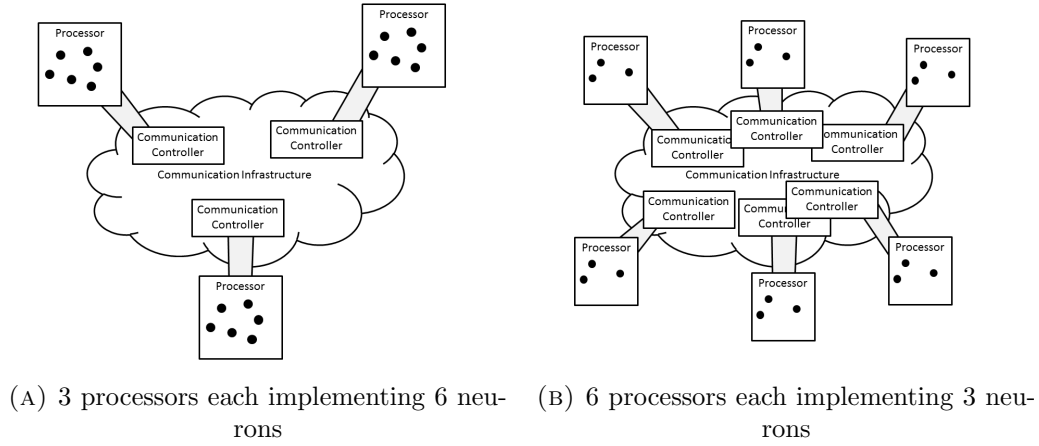 Processor
Processor
Communication
Controller
Communication
Controller
Communication Infrastructure
Communication
Controller
Processor
(A) 3 processors each implementing 6 neu-
rons
Processor
Processor
Processor
Communication
Controller
Communication
Controller
Communication
Controller
Communication Infrastructure
Communication
Controller
Communication
Controller
Controller
Processor
Processor
Processor
(B) 6 processors each implementing 3 neu-
rons